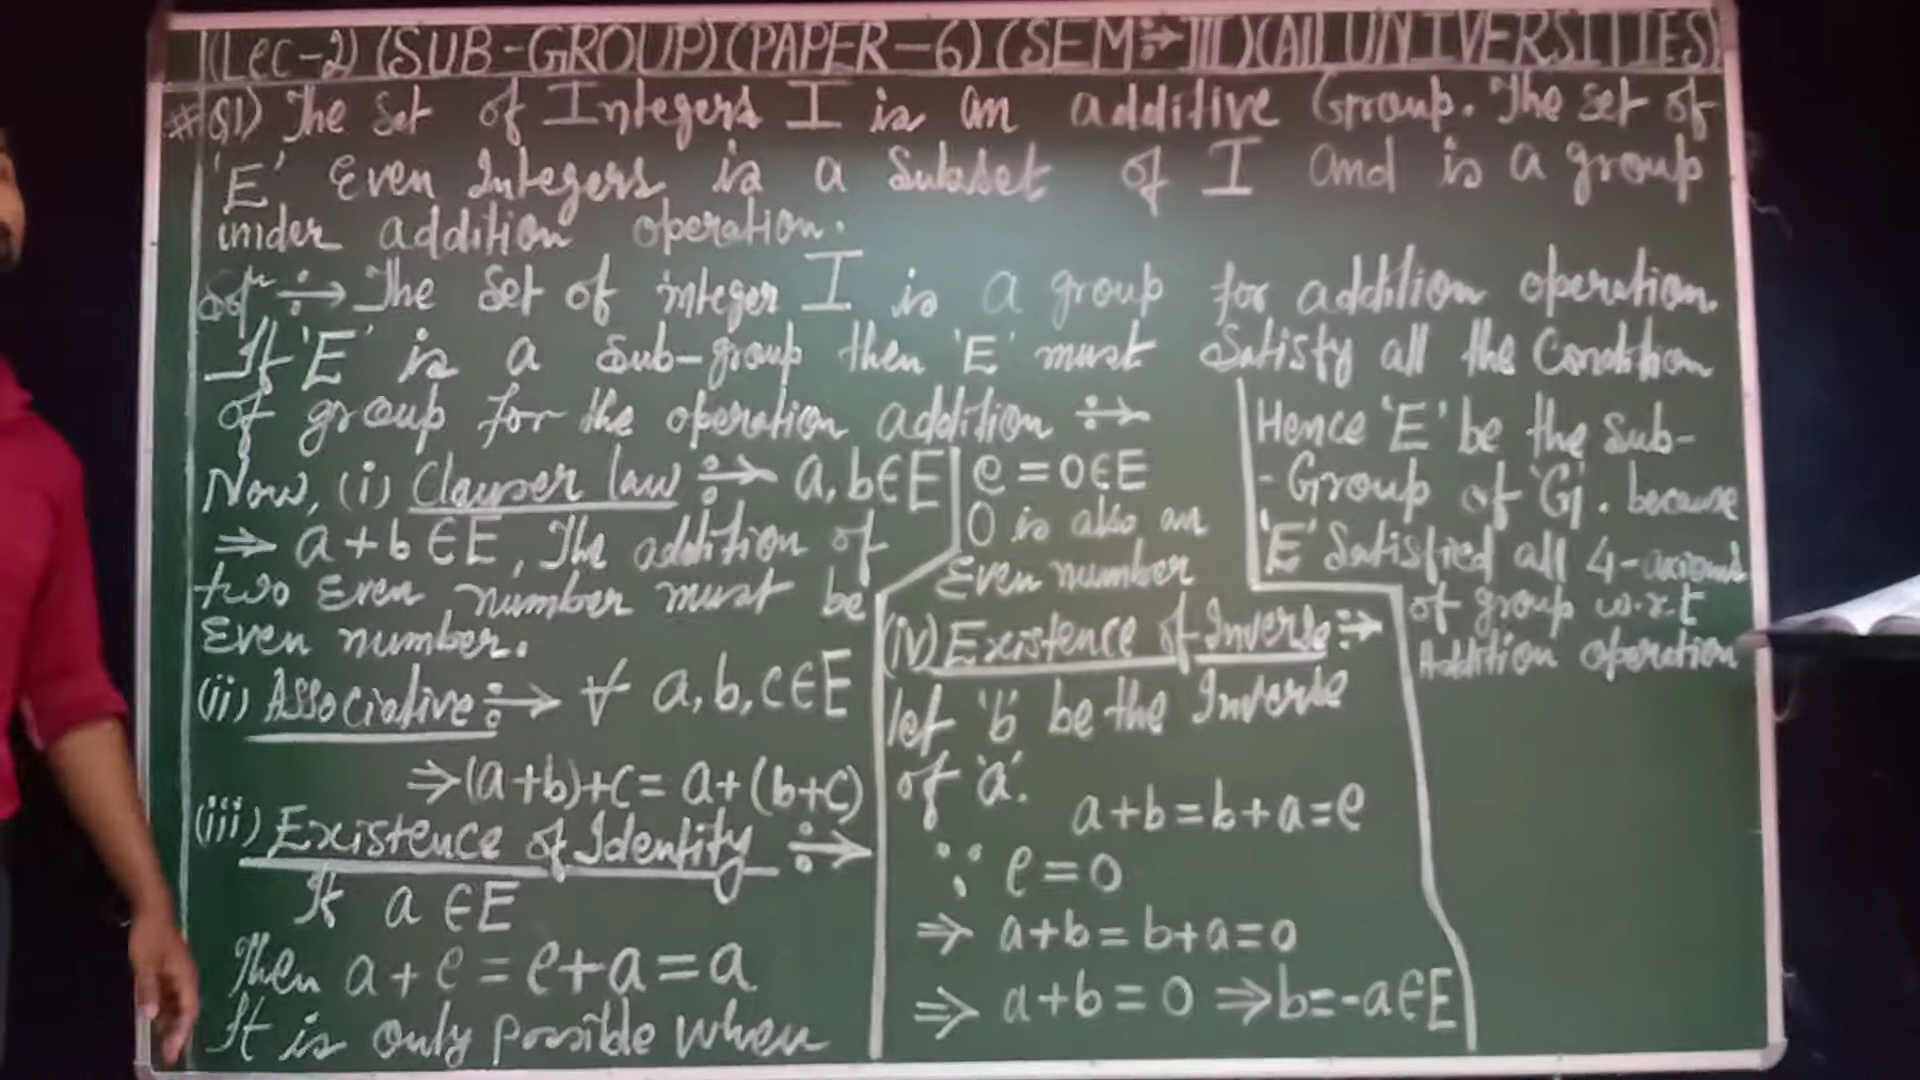 (Lec-2) (SUB-GROUP) (PAPER-6) (SEM÷→III) (All UNIVERSITIES)
#Q1) The Set of Integers I is an additive Group. The set of
'E' Even Integers is a Subset of I and is a group
under addition operation.
Solⁿ ÷→ The Set of integer I is a group for addition operation.
If 'E' is a Sub-group then 'E' must Satisfy all the Condition
of group for the operation addition ÷→
Now, (i) Clouser law ÷→ a, b∈E
⇒ a+b∈E, The addition of
two Even number must be
Even number.
(ii) Associative ÷→ ∀ a, b, c∈E
⇒(a+b)+c = a+(b+c)
(iii) Existence of Identity ÷→
If a ∈E
Then a+e = e+a = a
It is only possible when
e = 0∈E
0 is also an
Even number
(iv) Existence of Inverse ÷→
let 'b' be the Inverse
of 'a'.
a+b = b+a = e
∵ e = 0
⇒ a+b = b+a = 0
⇒ a+b = 0 ⇒ b = -a∈E
Hence 'E' be the Sub-
-Group of 'G'. because
'E' Satisfied all 4-axioms
of group w.r.t
Addition operation